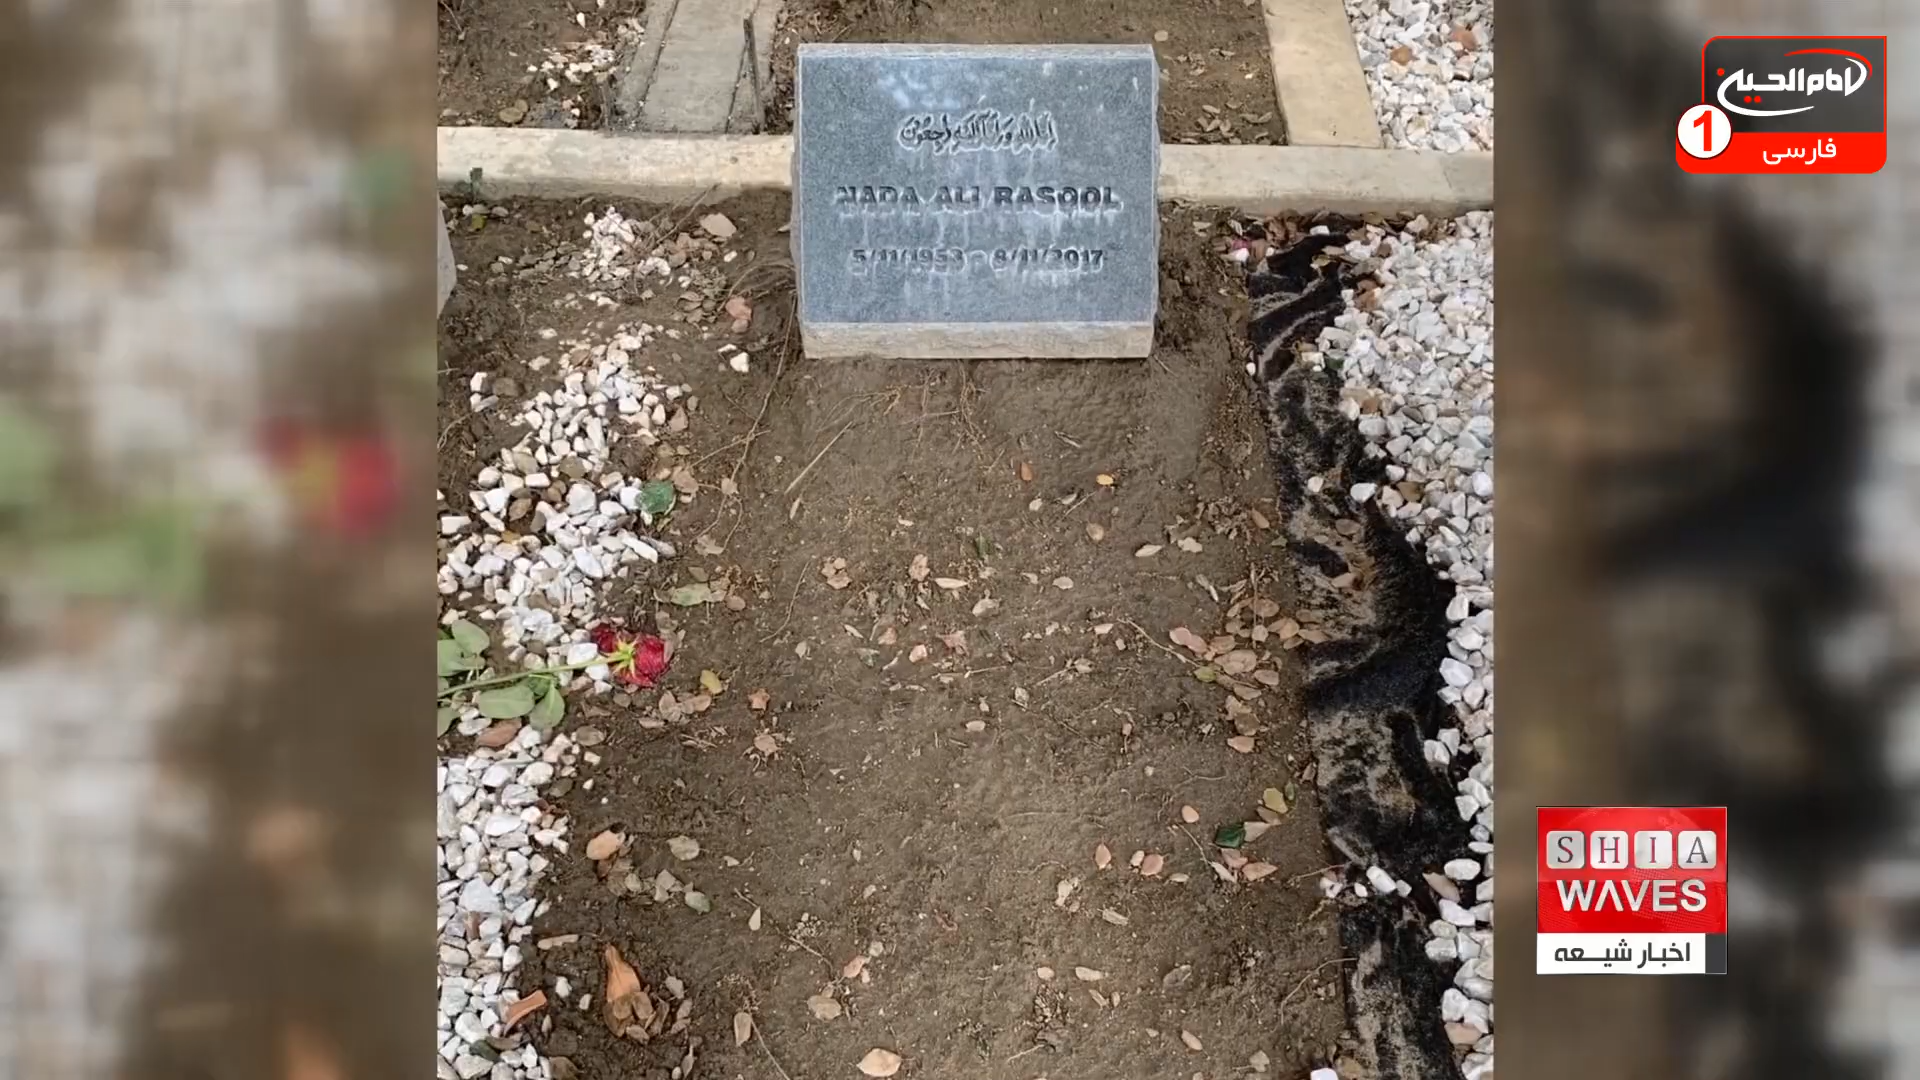 إنا لله وإنا إليه راجعون
NADA ALI RASOOL
5/11/1953 - 8/11/2017
امام الحسین
1
فارسی
SHIA
WAVES
اخبار شیعه